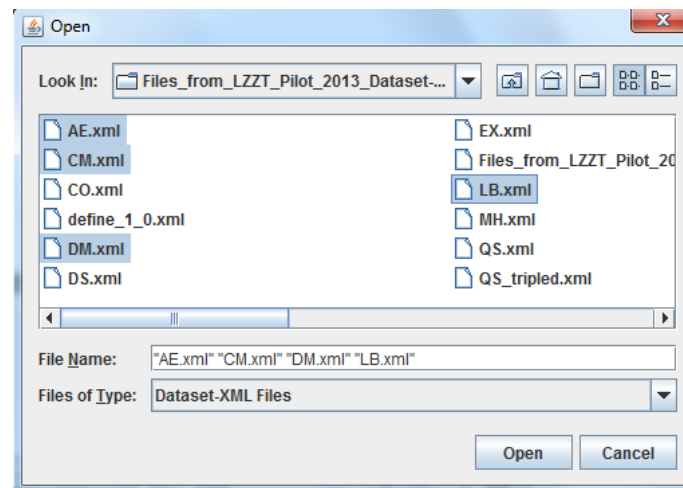 Open
Look In: Files_from_LZZT_Pilot_2013_Dataset-...
AE.xml
CM.xml
CO.xml
define_1_0.xml
DM.xml
DS.xml
EX.xml
Files_from_LZZT_Pilot_20
LB.xml
MH.xml
QS.xml
QS_tripled.xml
File Name: "AE.xml" "CM.xml" "DM.xml" "LB.xml"
Files of Type: Dataset-XML Files
Open Cancel